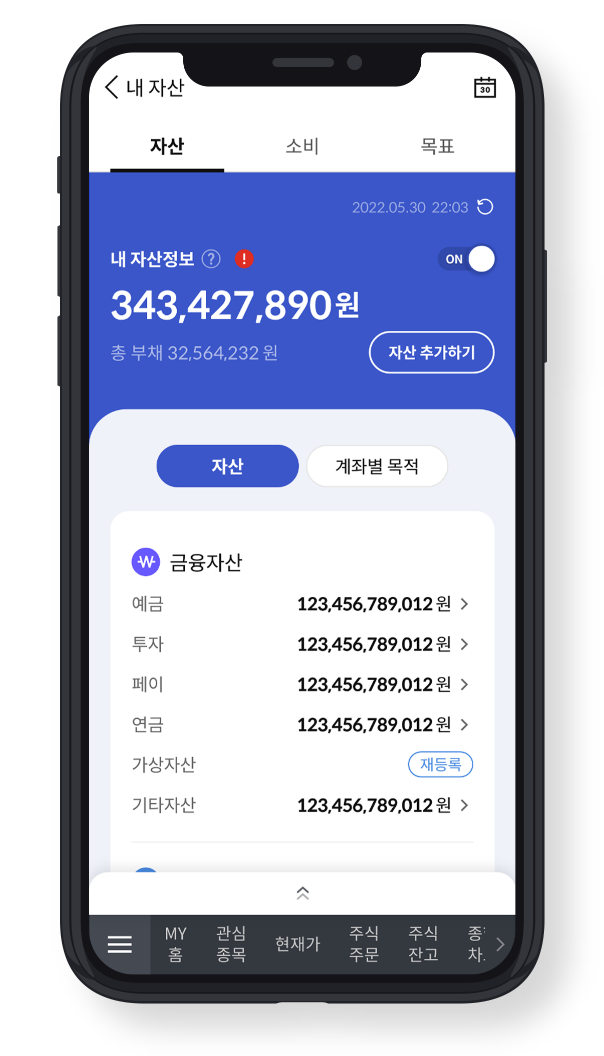 내 자산
30
자산 소비 목표
2022.05.30 22:03
내 자산정보 ? ! ON
343,427,890원
총 부채 32,564,232 원 자산 추가하기
자산 계좌별 목적
금융자산
예금 123,456,789,012 원
투자 123,456,789,012 원
페이 123,456,789,012 원
연금 123,456,789,012 원
가상자산 재등록
기타자산 123,456,789,012 원
MY 관심 현재가 주식 주식
홈 종목 주문 잔고